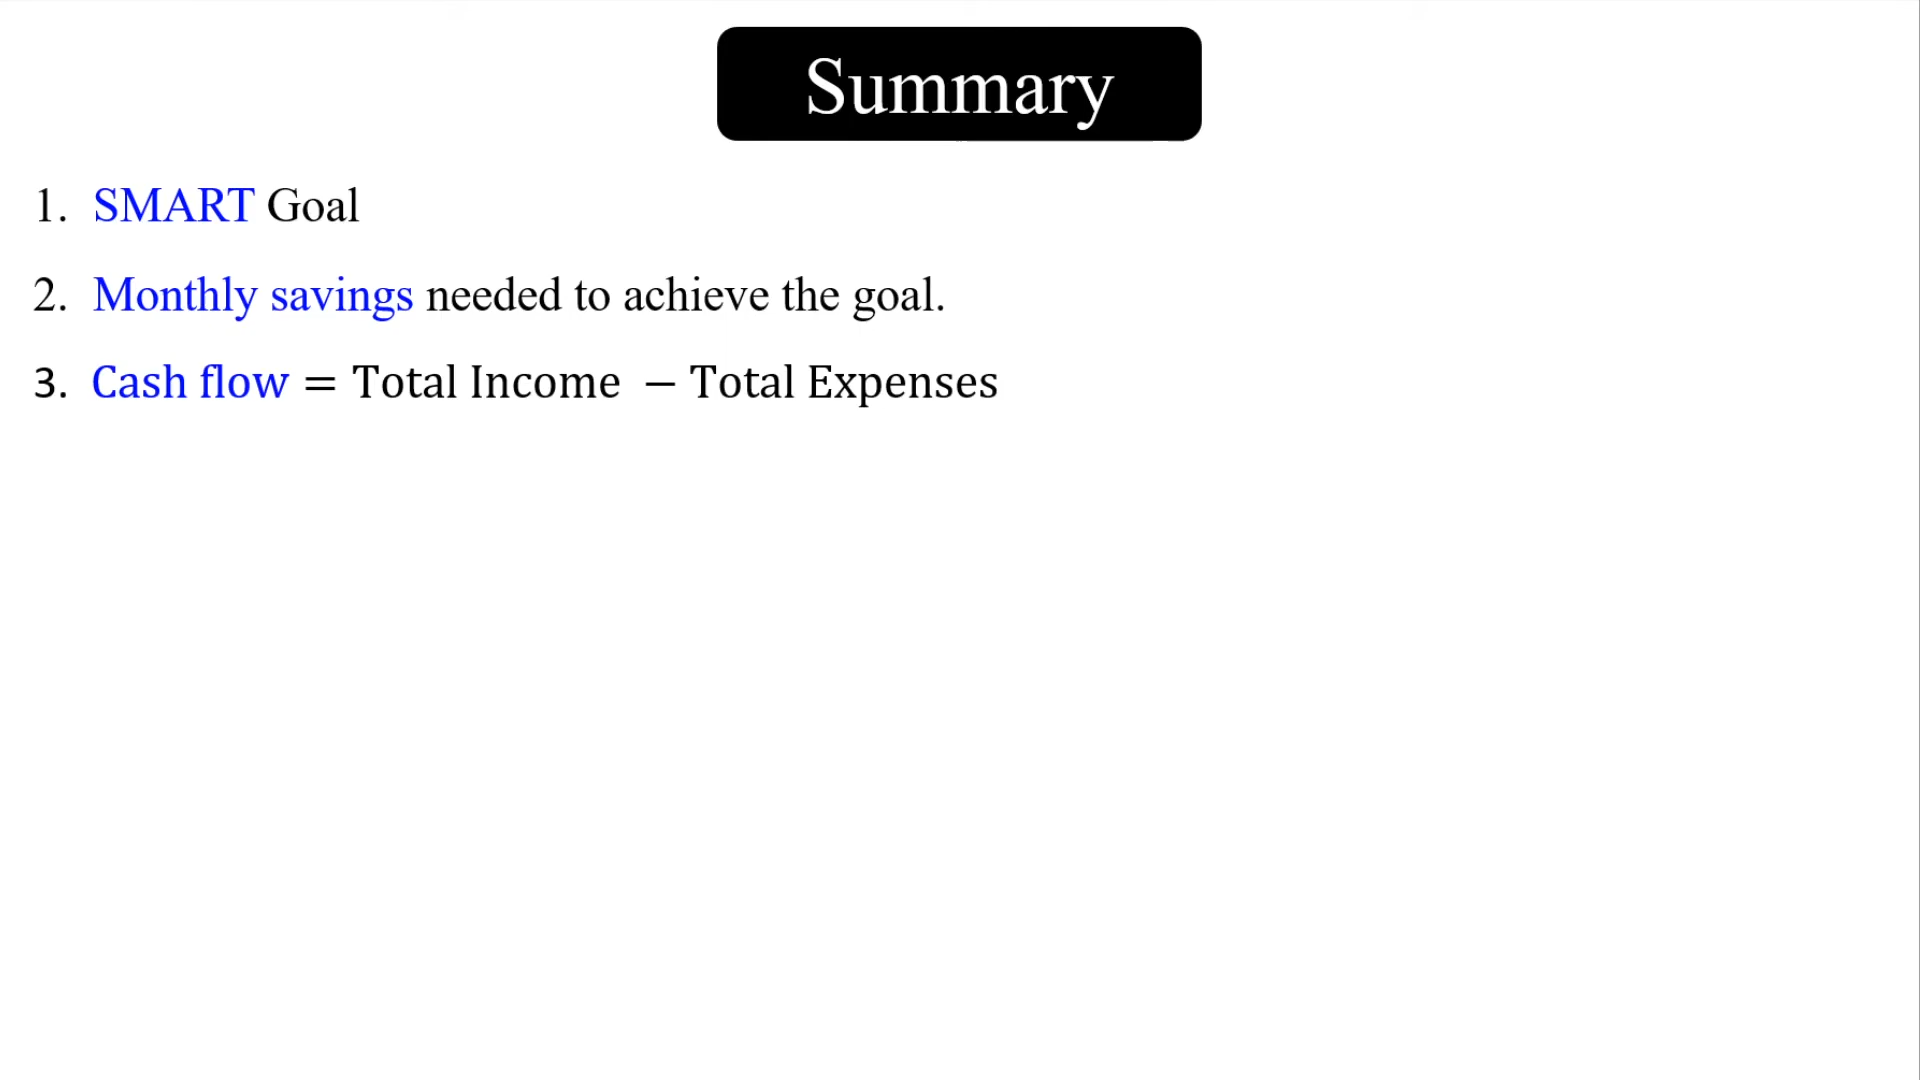 Summary
1. SMART Goal
2. Monthly savings needed to achieve the goal.
3. Cash flow = Total Income − Total Expenses